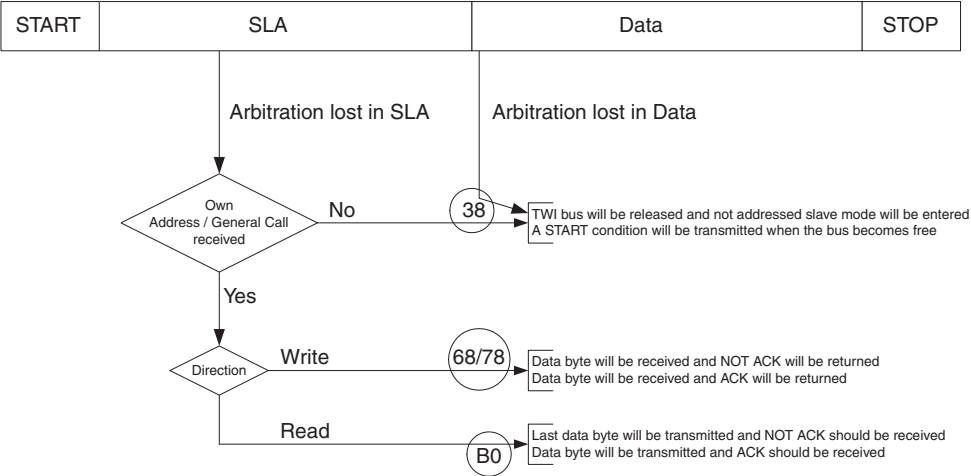 START SLA Data STOP
Arbitration lost in SLA Arbitration lost in Data
Own
Address / General Call
received
No 38 TWI bus will be released and not addressed slave mode will be entered
A START condition will be transmitted when the bus becomes free
Yes
Direction Write 68/78 Data byte will be received and NOT ACK will be returned
Data byte will be received and ACK will be returned
Read B0 Last data byte will be transmitted and NOT ACK should be received
Data byte will be transmitted and ACK should be received